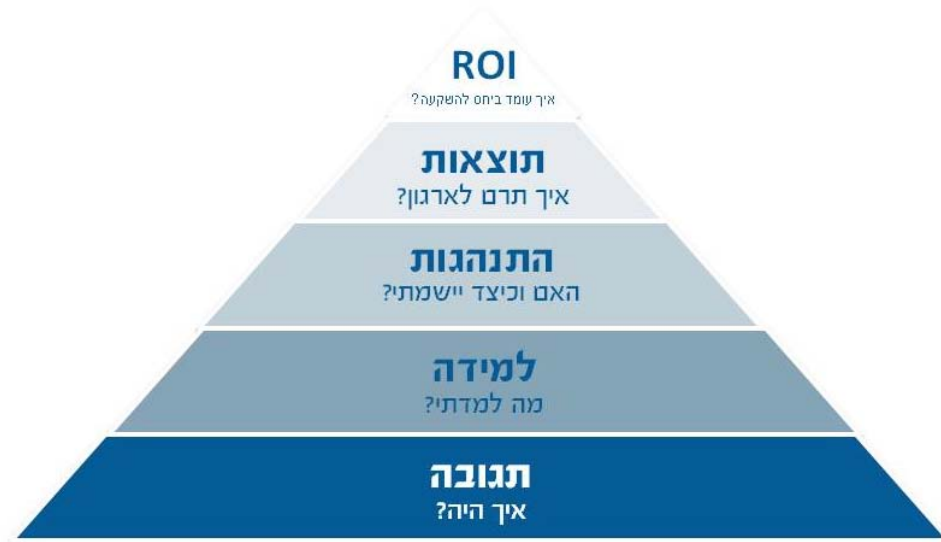 ROI
איך עומד ביחס להשקעה?
תוצאות
איך תרם לארגון?
התנהגות
האם וכיצד יישמתי?
למידה
מה למדתי?
תגובה
איך היה?